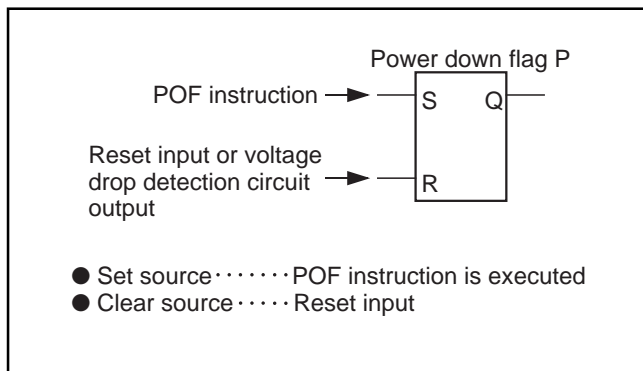 Power down flag P
POF instruction
S Q
Reset input or voltage
drop detection circuit
output
R
● Set source · · · · · · · POF instruction is executed
● Clear source · · · · · Reset input